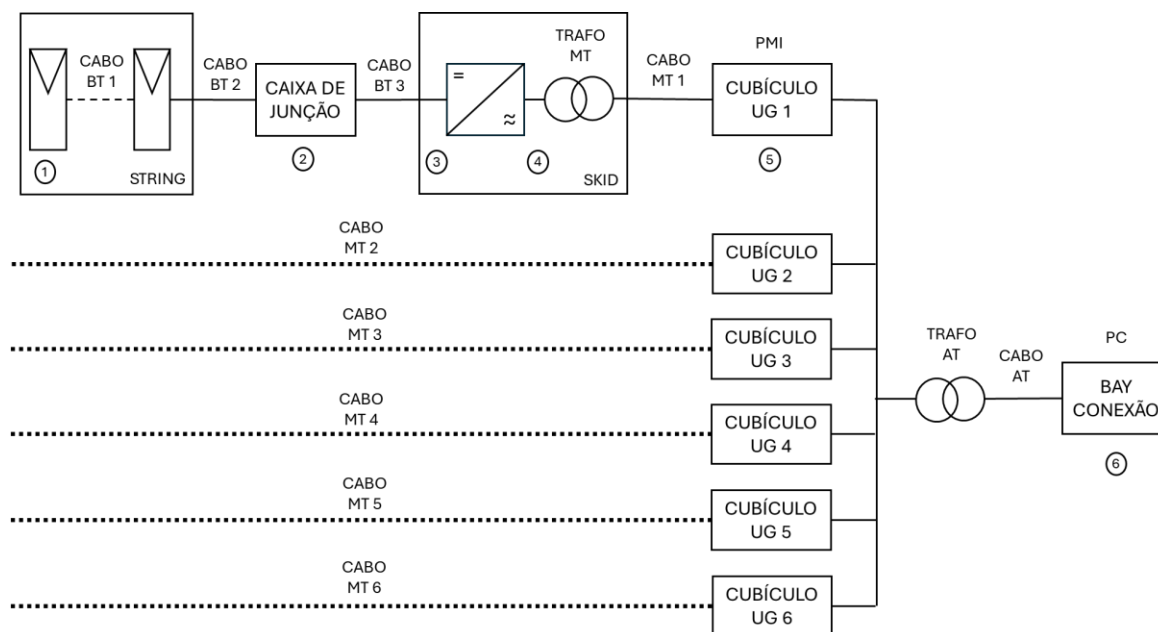 CABO
BT 1
1
STRING
CABO
BT 2
CAIXA DE
JUNÇÃO
2
CABO
BT 3
=
≈
3
TRAFO
MT
4
SKID
CABO
MT 1
PMI
CUBÍCULO
UG 1
5
CABO
MT 2
CUBÍCULO
UG 2
CABO
MT 3
CUBÍCULO
UG 3
CABO
MT 4
CUBÍCULO
UG 4
CABO
MT 5
CUBÍCULO
UG 5
CABO
MT 6
CUBÍCULO
UG 6
TRAFO
AT
CABO
AT
PC
BAY
CONEXÃO
6